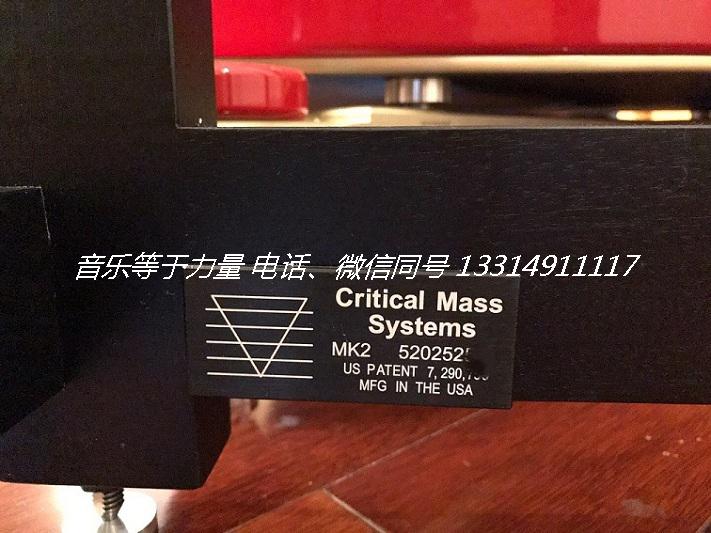 音乐等于力量 电话、微信同号 13314911117
Critical Mass
Systems
MK2
US PATENT
MFG IN THE USA